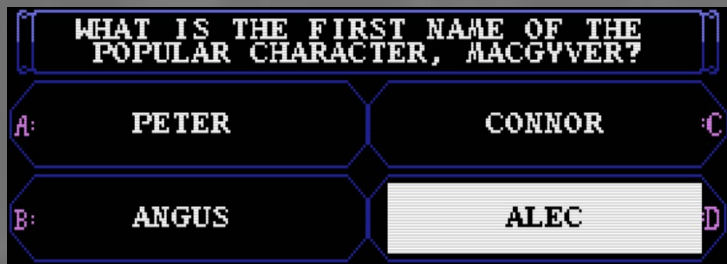 WHAT IS THE FIRST NAME OF THE
POPULAR CHARACTER, MACGYVER?
A: PETER
CONNOR :C
B: ANGUS
ALEC :D